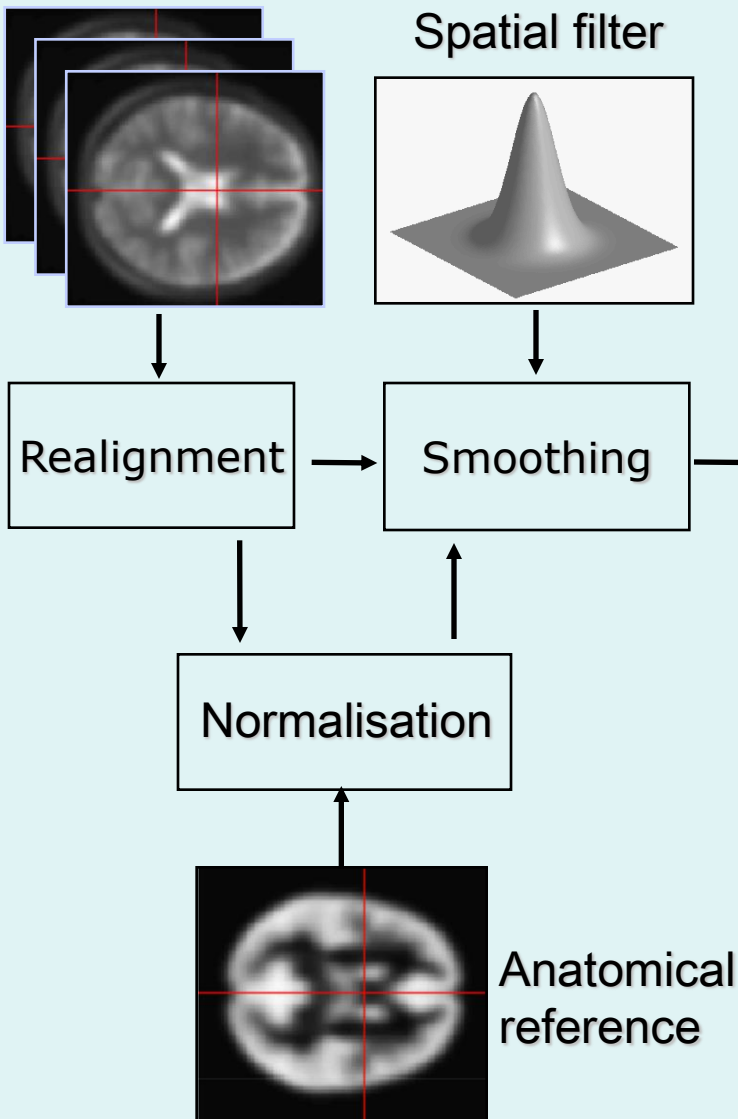 Spatial filter
Realignment
Smoothing
Normalisation
Anatomical
reference